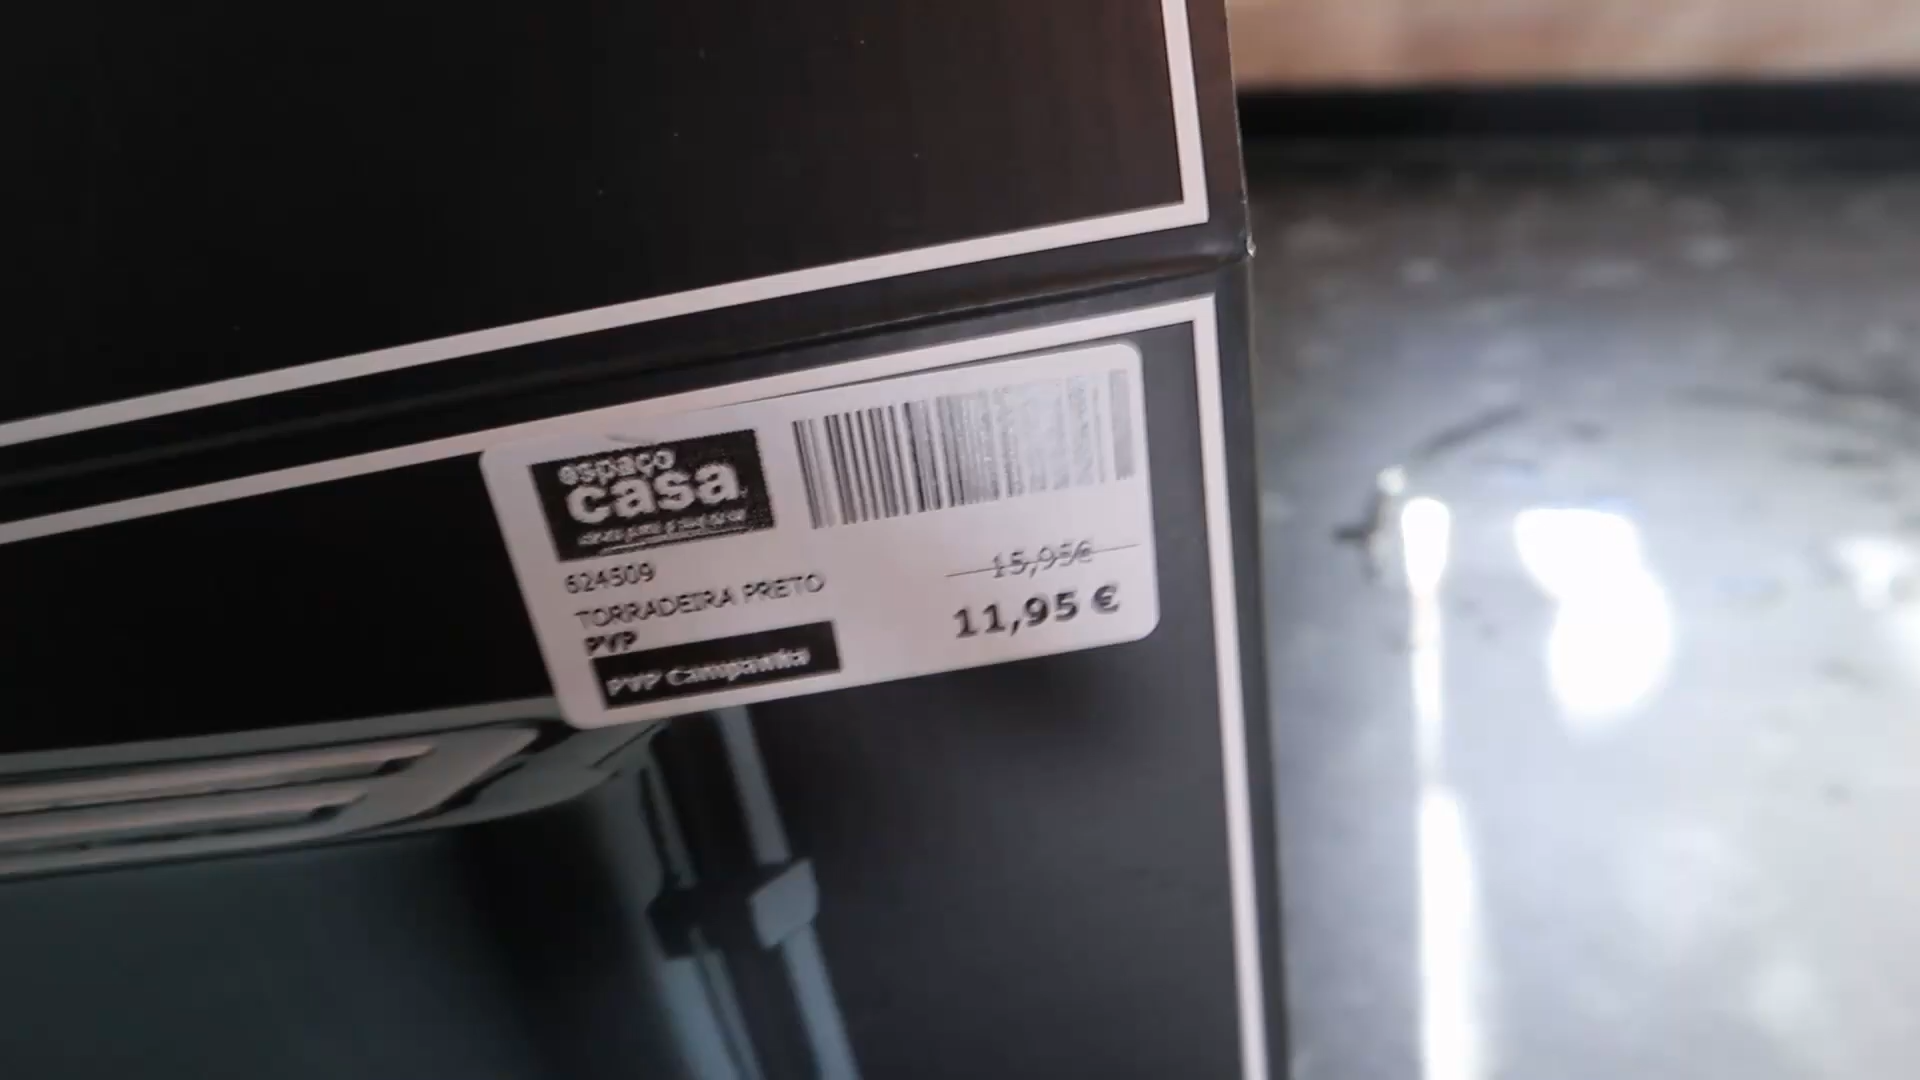 espaço
casa
624509
TORRADEIRA PRETO
PVP
PVP Campanha
15,95€
11,95 €